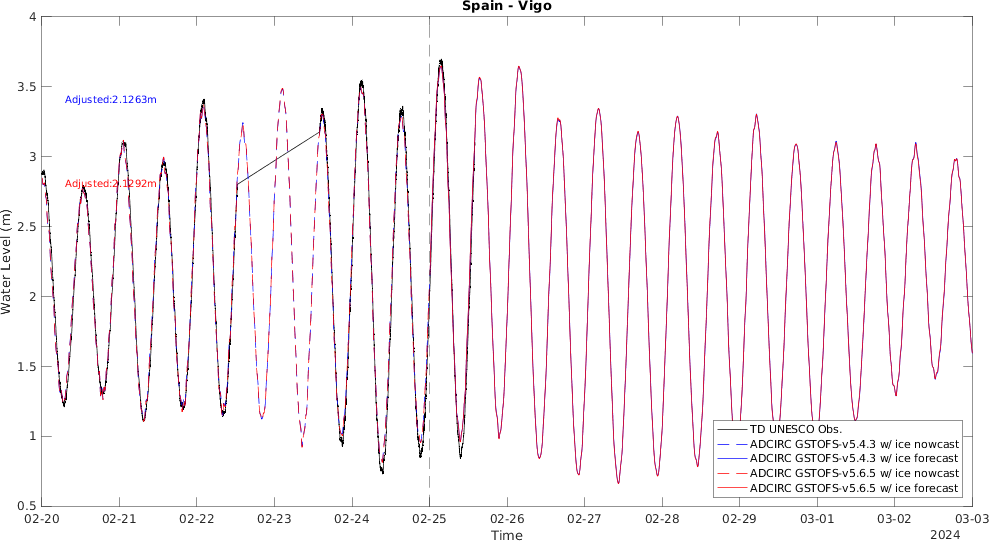 Spain - Vigo
4
3.5
3
2.5
2
1.5
1
0.5
Water Level (m)
Adjusted:2.1263m
Adjusted:2.1292m
TD UNESCO Obs.
ADCIRC GSTOFS-v5.4.3 w/ ice nowcast
ADCIRC GSTOFS-v5.4.3 w/ ice forecast
ADCIRC GSTOFS-v5.6.5 w/ ice nowcast
ADCIRC GSTOFS-v5.6.5 w/ ice forecast
02-20 02-21 02-22 02-23 02-24 02-25 02-26 02-27 02-28 02-29 03-01 03-02 03-03
Time
2024